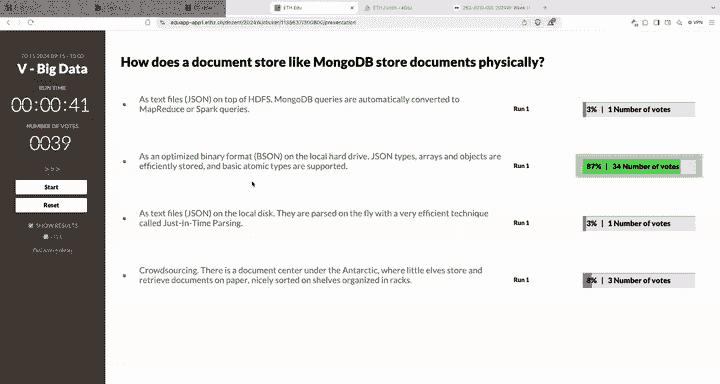 ETH Edu
V - Big Data
RUN TIME
00:00:41
NUMBER OF VOTES
0039
> > >
Start
Reset
SHOW RESULTS
How does a document store like MongoDB store documents physically?
As text files (JSON) on top of HDFS. MongoDB queries are automatically converted to
MapReduce or Spark queries.
Run 1
3% | 1 Number of votes
As an optimized binary format (BSON) on the local hard drive. JSON types, arrays and objects are
efficiently stored, and basic atomic types are supported.
Run 1
87% | 34 Number of votes
As text files (JSON) on the local disk. They are parsed on the fly with a very efficient technique
called Just-In-Time Parsing.
Run 1
3% | 1 Number of votes
Crowdsourcing. There is a document center under the Antarctic, where little elves store and
retrieve documents on paper, nicely sorted on shelves organized in racks.
Run 1
8% | 3 Number of votes